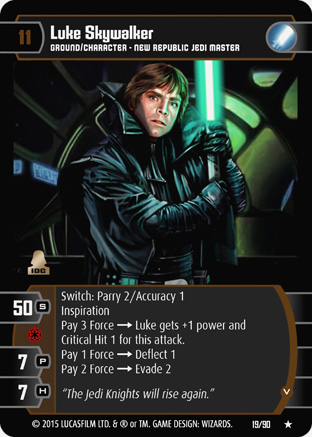 11
Luke Skywalker
GROUND/CHARACTER - NEW REPUBLIC JEDI MASTER
IDC
50 S
7 P
7 H
Switch: Parry 2/Accuracy 1
Inspiration
Pay 3 Force → Luke gets +1 power and
Critical Hit 1 for this attack.
Pay 1 Force → Deflect 1
Pay 2 Force → Evade 2
“The Jedi Knights will rise again.”
V
© 2015 LUCASFILM LTD. & ® or TM. GAME DESIGN: WIZARDS.
19/90